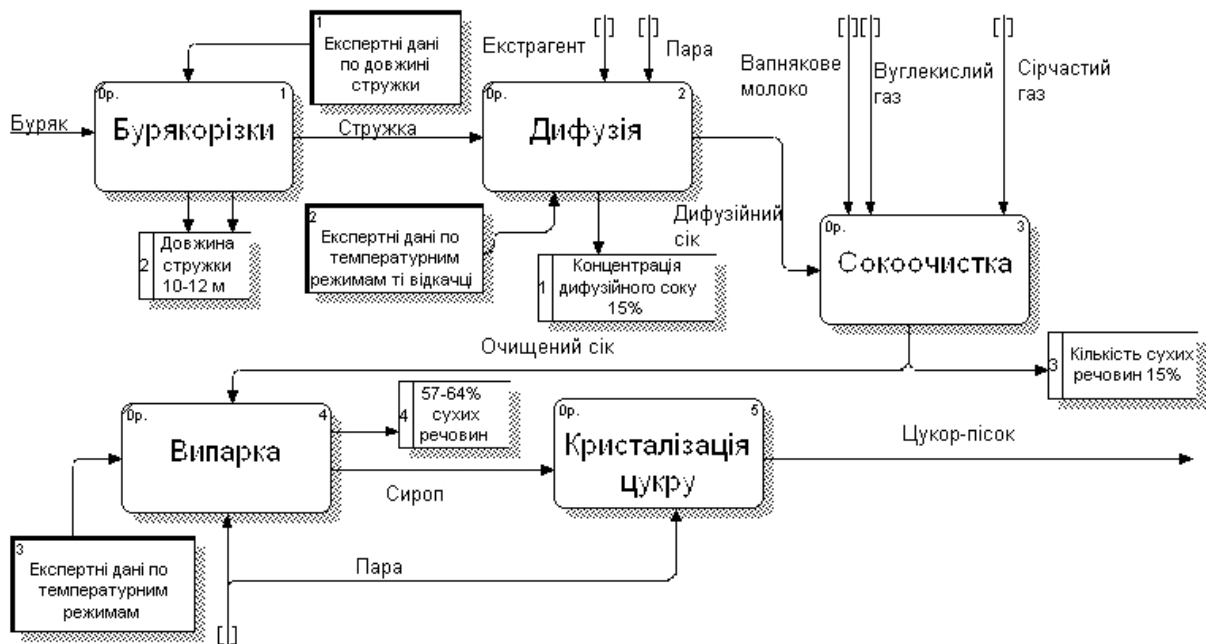 1
Експертні дані
по довжині
стружки
Екстрагент
Пара
Вапнякове
молоко
Вуглекислий
газ
Сірчастий
газ
Буряк
0р.
1
Бурякорізки
Стружка
0р.
2
Дифузія
2
Довжина
стружки
10-12 м
2
Експертні дані по
температурним
режимам ті відкачці
1
Концентрація
дифузійного соку
15%
Дифузійний
сік
0р.
3
Сокоочистка
Очищений сік
3
Кількість сухих
речовин 15%
0р.
4
Випарка
4
57-64%
сухих
речовин
Сироп
0р.
5
Кристалізація
цукру
Цукор-пісок
3
Експертні дані по
температурним
режимам
Пара